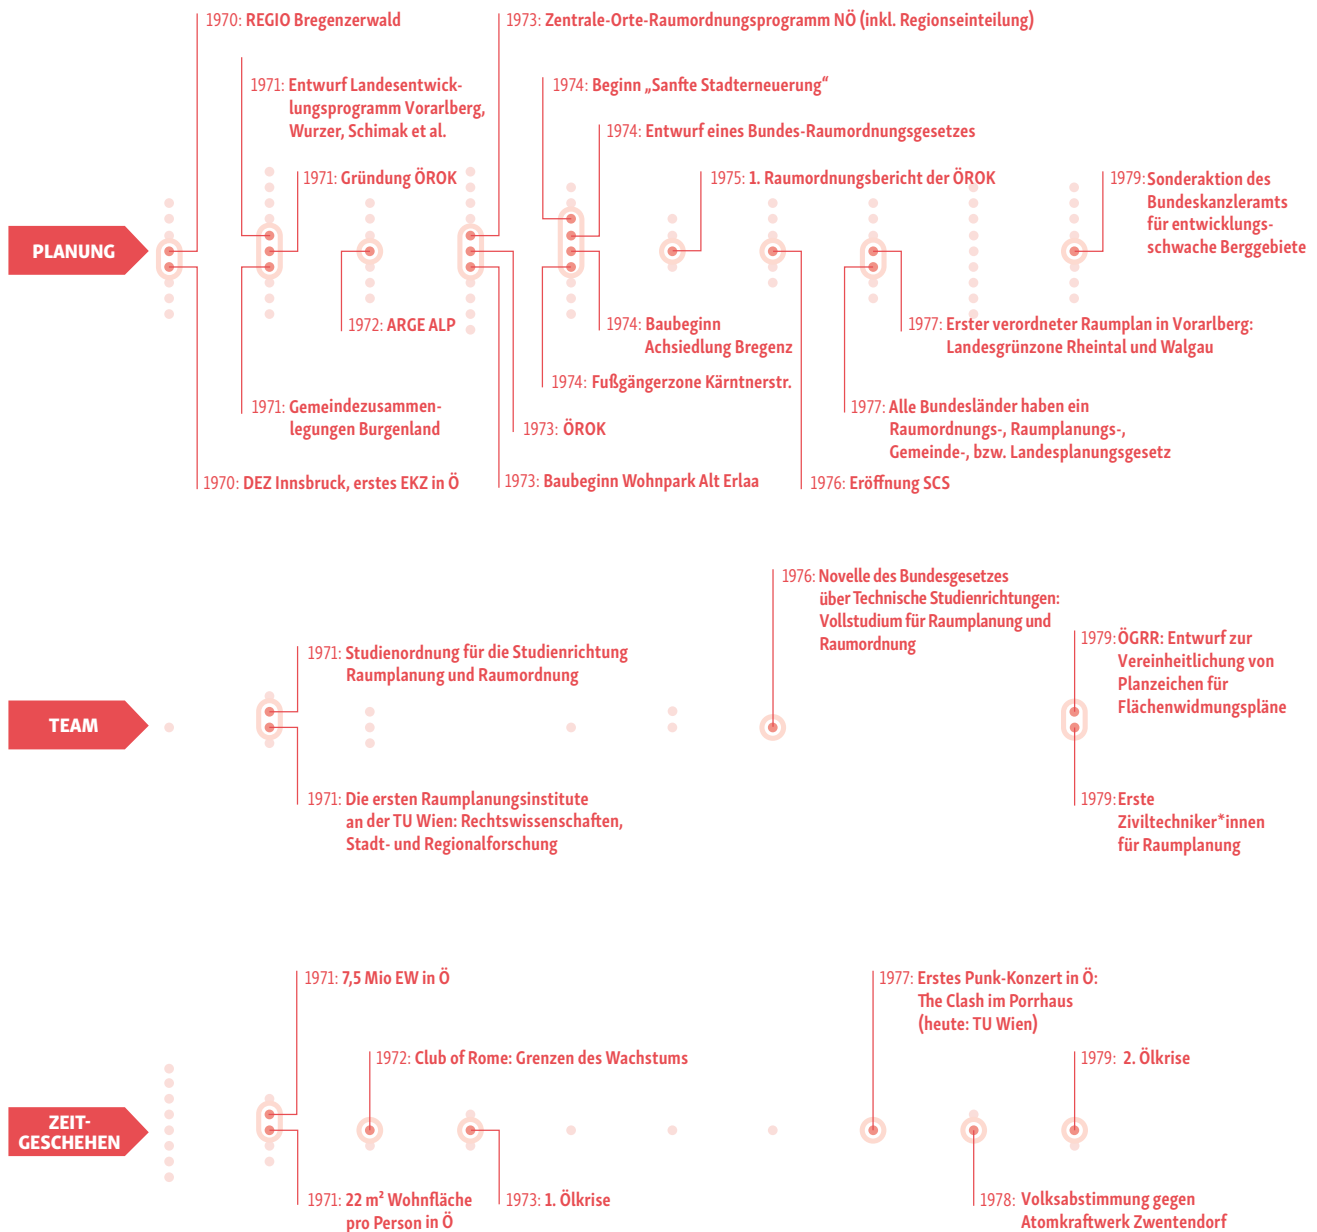 1970: REGIO Bregenzerwald
1973: Zentrale-Orte-Raumordnungsprogramm NÖ (inkl. Regionseinteilung)
1971: Entwurf Landesentwick-
lungsprogramm Vorarlberg,
Wurzer, Schimak et al.
1974: Beginn „Sanfte Stadterneuerung“
1974: Entwurf eines Bundes-Raumordnungsgesetzes
1971: Gründung ÖROK
1975: 1. Raumordnungsbericht der ÖROK
1979: Sonderaktion des
Bundeskanzleramts
für entwicklungs-
schwache Berggebiete
PLANUNG
1972: ARGE ALP
1974: Baubeginn
Achsiedlung Bregenz
1977: Erster verordneter Raumplan in Vorarlberg:
Landesgrünzone Rheintal und Walgau
1974: Fußgängerzone Kärntnerstr.
1971: Gemeindezusammen-
legungen Burgenland
1973: ÖROK
1977: Alle Bundesländer haben ein
Raumordnungs-, Raumplanungs-,
Gemeinde-, bzw. Landesplanungsgesetz
1970: DEZ Innsbruck, erstes EKZ in Ö
1973: Baubeginn Wohnpark Alt Erlaa
1976: Eröffnung SCS
1976: Novelle des Bundesgesetzes
über Technische Studienrichtungen:
Vollstudium für Raumplanung und
Raumordnung
1971: Studienordnung für die Studienrichtung
Raumplanung und Raumordnung
1979: ÖGRR: Entwurf zur
Vereinheitlichung von
Planzeichen für
Flächenwidmungspläne
TEAM
1971: Die ersten Raumplanungsinstitute
an der TU Wien: Rechtswissenschaften,
Stadt- und Regionalforschung
1979: Erste
Ziviltechniker*innen
für Raumplanung
1971: 7,5 Mio EW in Ö
1977: Erstes Punk-Konzert in Ö:
The Clash im Porrhaus
(heute: TU Wien)
1972: Club of Rome: Grenzen des Wachstums
1979: 2. Ölkrise
ZEIT-
GESCHEHEN
1971: 22 m² Wohnfläche
pro Person in Ö
1973: 1. Ölkrise
1978: Volksabstimmung gegen
Atomkraftwerk Zwentendorf